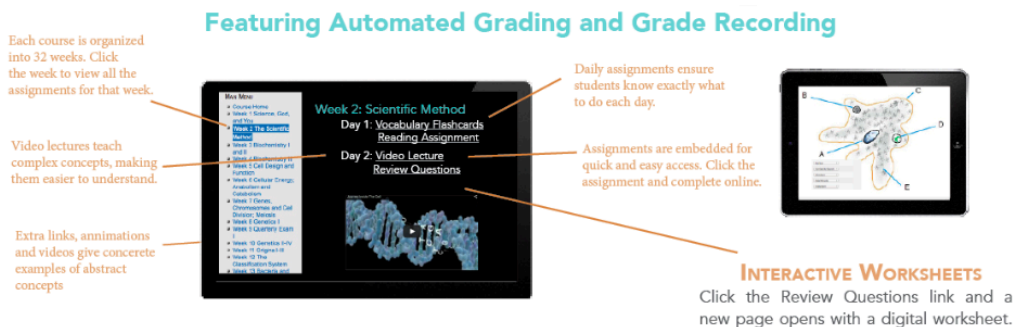 Featuring Automated Grading and Grade Recording
Each course is organized
into 32 weeks. Click
the week to view all the
assignments for that week.
Video lectures teach
complex concepts, making
them easier to understand.
Extra links, annimations
and videos give concerete
examples of abstract
concepts
MAIN MENU
Course Home
Week 1 Science, God,
and You
Week 2 The Scientific
Method
Week 3 Biochemistry I
and II
Week 4 Biochemistry III
Week 5 Cell Design and
Function
Week 6 Cellular Energy,
Anabolism and
Catabolism
Week 7 Genes,
Chromosomes and Cell
Division; Meiosis
Week 8 Genetics I
Week 9 Quarterly Exam
I
Week 10 Genetics II-IV
Week 11 Origins I-III
Week 12 The
Classification System
Week 13 Bacteria and
Week 2: Scientific Method
Day 1: Vocabulary Flashcards
Reading Assignment
Day 2: Video Lecture
Review Questions
Daily assignments ensure
students know exactly what
to do each day.
Assignments are embedded for
quick and easy access. Click the
assignment and complete online.
B
C
D
A
E
INTERACTIVE WORKSHEETS
Click the Review Questions link and a
new page opens with a digital worksheet.